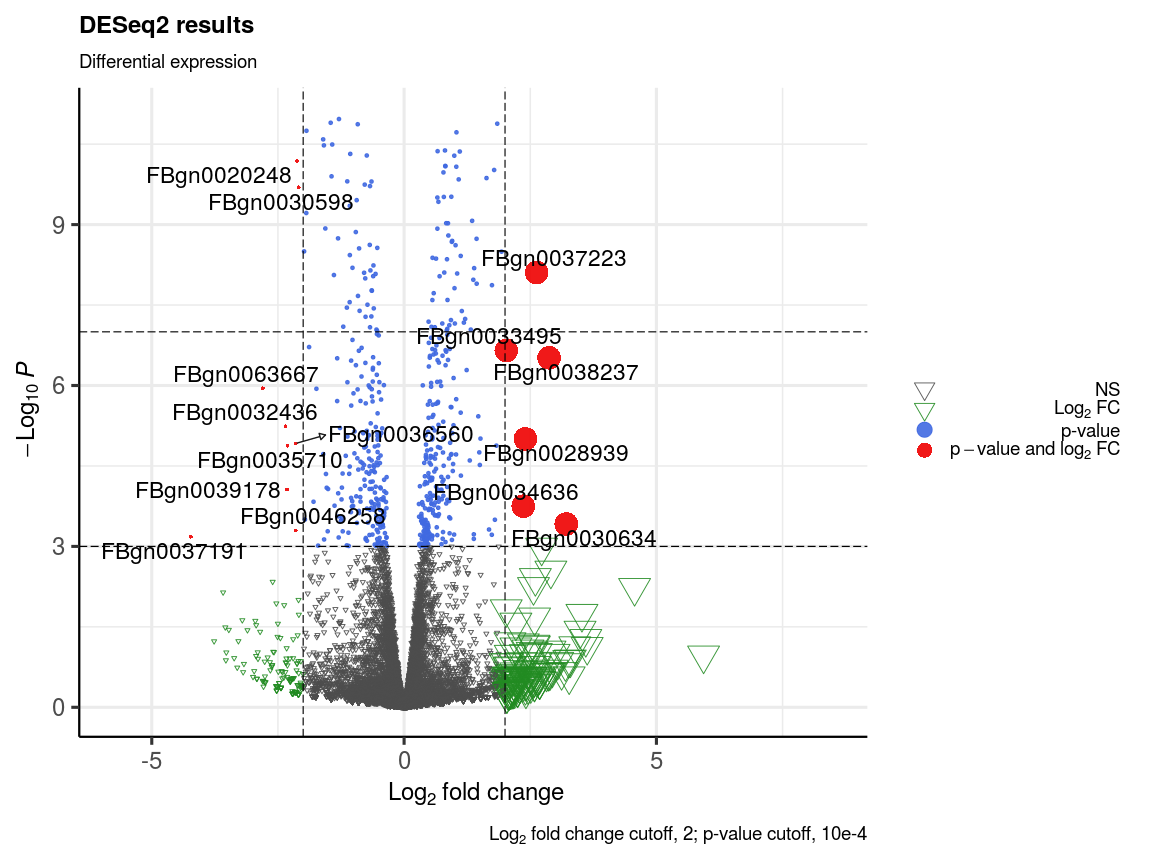 DESeq2 results
Differential expression
FBgn0020248
FBgn0030598
9
FBgn0037223
FBgn0033495
FBgn0038237
FBgn0063667
6
FBgn0032436
FBgn0036560
FBgn0028939
FBgn0035710
FBgn0039178
FBgn0034636
FBgn0046258
FBgn0030634
3
FBgn0037191
0
−Log10 P
-5
0
5
Log2 fold change
NS
Log2 FC
p-value
p−value and log2 FC
Log2 fold change cutoff, 2; p-value cutoff, 10e-4